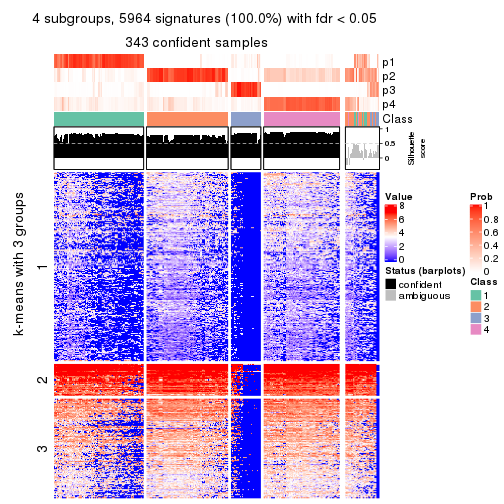 4 subgroups, 5964 signatures (100.0%) with fdr < 0.05
343 confident samples
p1
p2
p3
p4
Class
1
0.5
0
Silhouette
score
k-means with 3 groups
1
2
3
Value
8
6
4
2
0
Status (barplots)
confident
ambiguous
Prob
1
0.8
0.6
0.4
0.2
0
Class
1
2
3
4